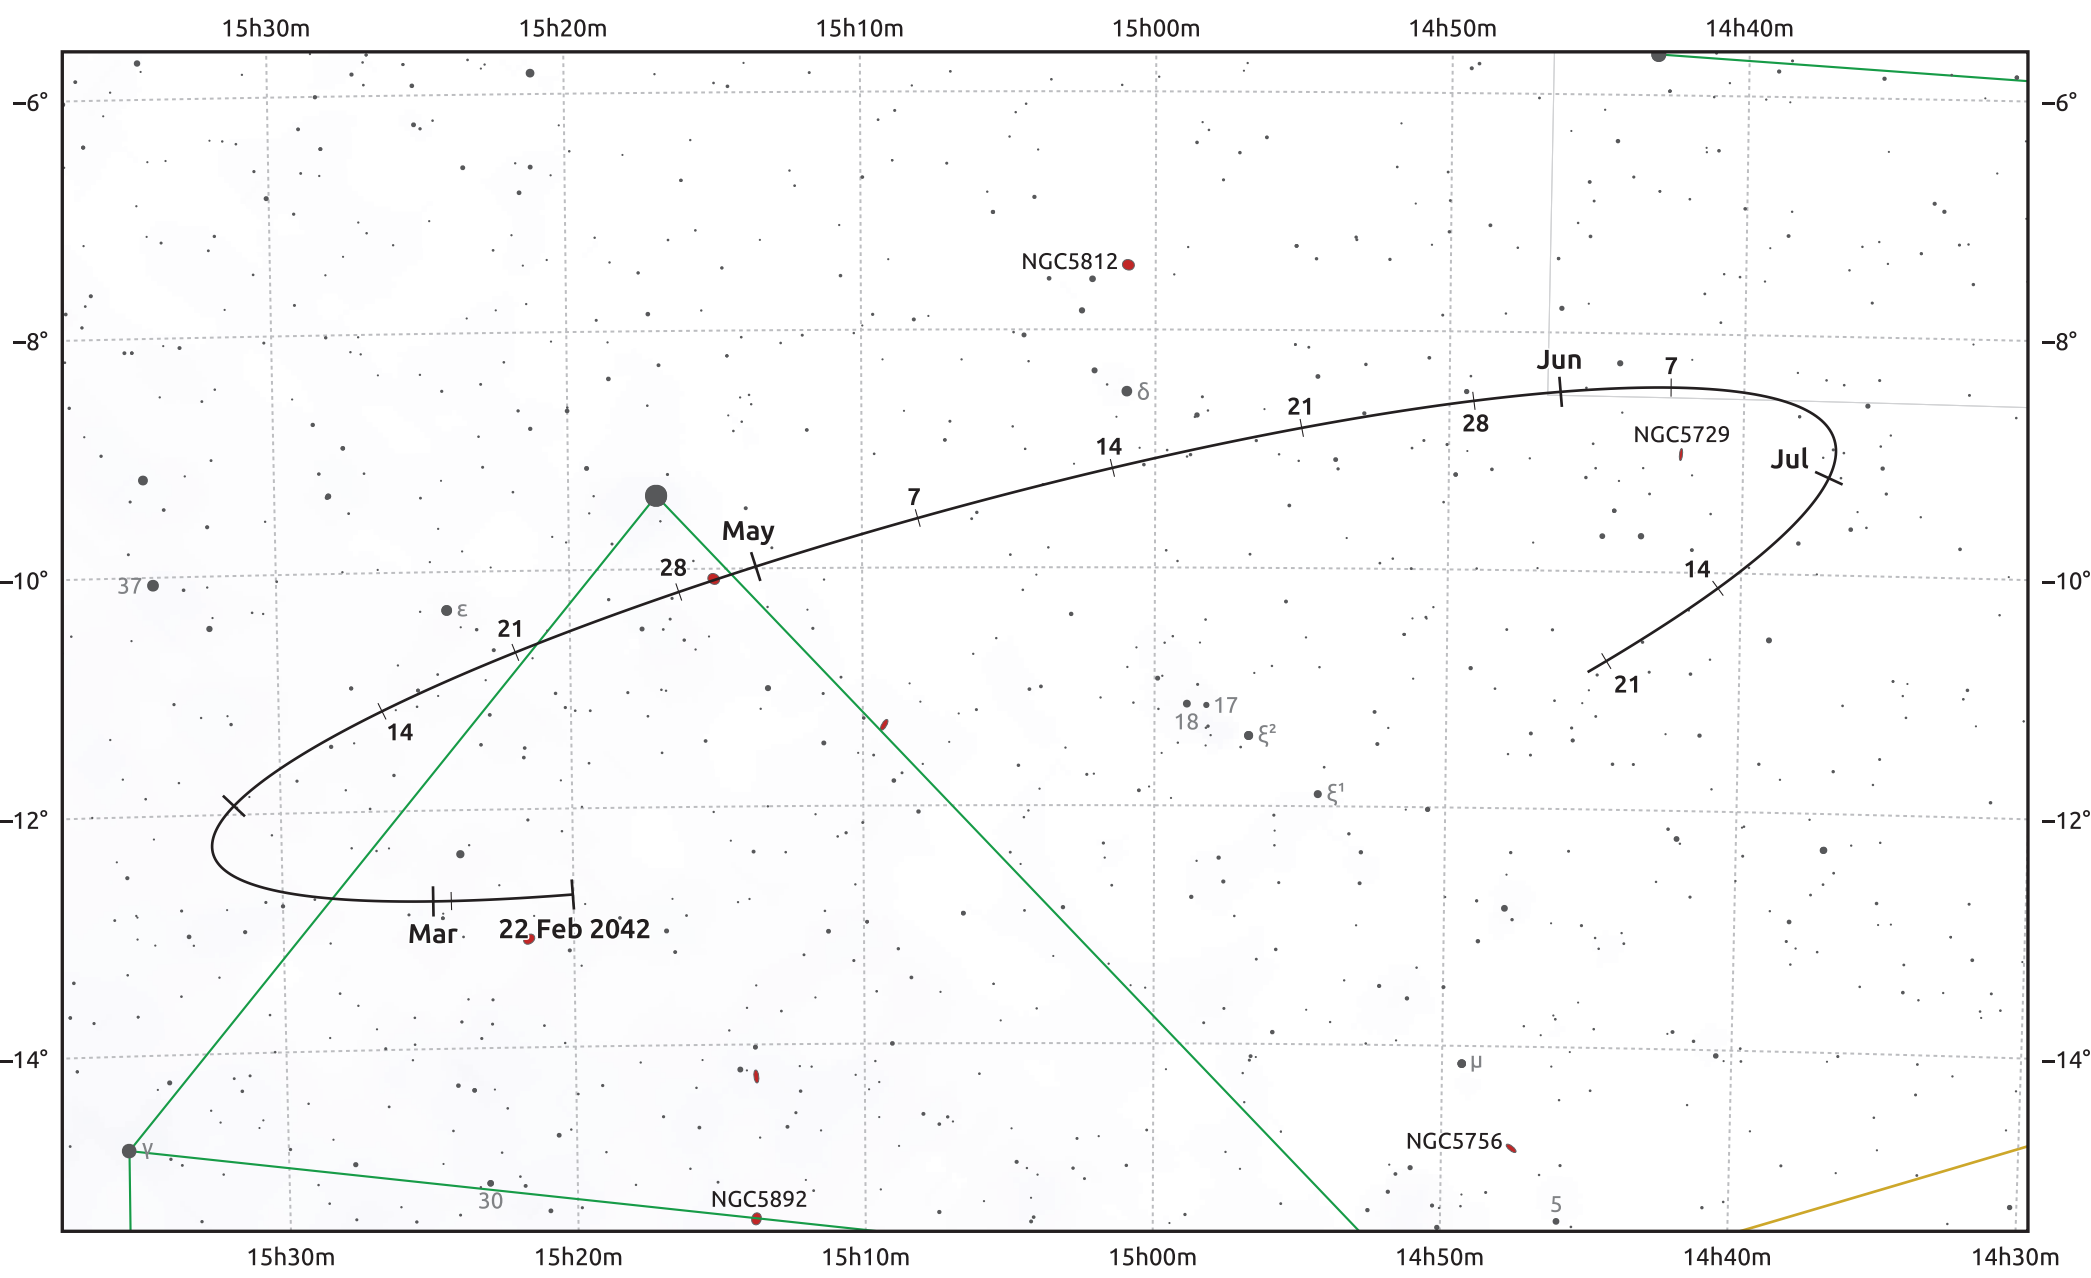 15h30m 15h20m 15h10m 15h00m 14h50m 14h40m
−6° −6°
NGC5812
−8° −8°
Jun 7
δ
21
28
NGC5729
14
Jul
7
May
28 14
−10° −10°
37 ε
21
21
17
14 18 ξ²
ξ¹
−12° −12°
Mar 22 Feb 2042
−14° −14°
μ
NGC5756
γ
30 NGC5892 5
15h30m 15h20m 15h10m 15h00m 14h50m 14h40m 14h30m